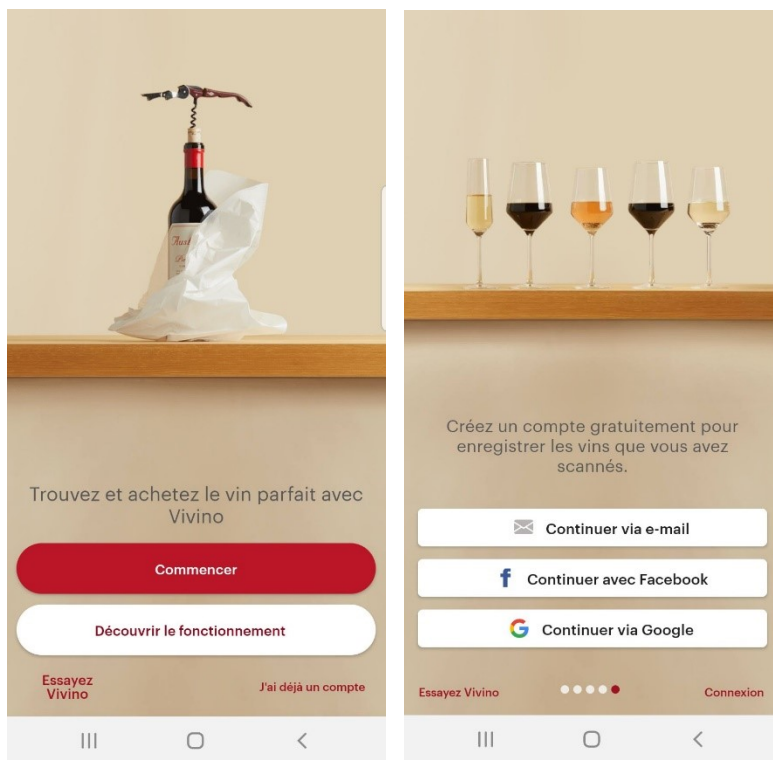 Trouvez et achetez le vin parfait avec
Vivino
Commencer
Découvrir le fonctionnement
Essayez
Vivino
J'ai déjà un compte
Créez un compte gratuitement pour
enregistrer les vins que vous avez
scannés.
Continuer via e-mail
Continuer avec Facebook
Continuer via Google
Essayez Vivino
Connexion